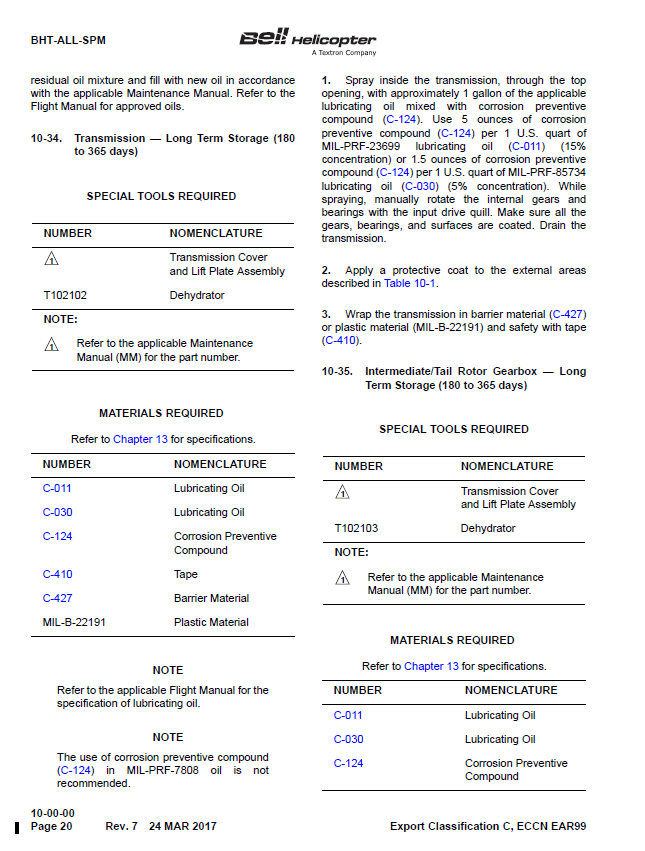 BHT-ALL-SPM
Bell Helicopter
A Textron Company
residual oil mixture and fill with new oil in accordance
with the applicable Maintenance Manual. Refer to the
Flight Manual for approved oils.
10-34. Transmission — Long Term Storage (180
to 365 days)
SPECIAL TOOLS REQUIRED
NUMBER NOMENCLATURE
1 Transmission Cover
and Lift Plate Assembly
T102102 Dehydrator
NOTE:
1 Refer to the applicable Maintenance
Manual (MM) for the part number.
MATERIALS REQUIRED
Refer to Chapter 13 for specifications.
NUMBER NOMENCLATURE
C-011 Lubricating Oil
C-030 Lubricating Oil
C-124 Corrosion Preventive
Compound
C-410 Tape
C-427 Barrier Material
MIL-B-22191 Plastic Material
NOTE
Refer to the applicable Flight Manual for the
specification of lubricating oil.
NOTE
The use of corrosion preventive compound
(C-124) in MIL-PRF-7808 oil is not
recommended.
1. Spray inside the transmission, through the top
opening, with approximately 1 gallon of the applicable
lubricating oil mixed with corrosion preventive
compound (C-124). Use 5 ounces of corrosion
preventive compound (C-124) per 1 U.S. quart of
MIL-PRF-23699 lubricating oil (C-011) (15%
concentration) or 1.5 ounces of corrosion preventive
compound (C-124) per 1 U.S. quart of MIL-PRF-85734
lubricating oil (C-030) (5% concentration). While
spraying, manually rotate the internal gears and
bearings with the input drive quill. Make sure all the
gears, bearings, and surfaces are coated. Drain the
transmission.
2. Apply a protective coat to the external areas
described in Table 10-1.
3. Wrap the transmission in barrier material (C-427)
or plastic material (MIL-B-22191) and safety with tape
(C-410).
10-35. Intermediate/Tail Rotor Gearbox — Long
Term Storage (180 to 365 days)
SPECIAL TOOLS REQUIRED
NUMBER NOMENCLATURE
1 Transmission Cover
and Lift Plate Assembly
T102103 Dehydrator
NOTE:
1 Refer to the applicable Maintenance
Manual (MM) for the part number.
MATERIALS REQUIRED
Refer to Chapter 13 for specifications.
NUMBER NOMENCLATURE
C-011 Lubricating Oil
C-030 Lubricating Oil
C-124 Corrosion Preventive
Compound
10-00-00
Page 20 Rev. 7 24 MAR 2017 Export Classification C, ECCN EAR99